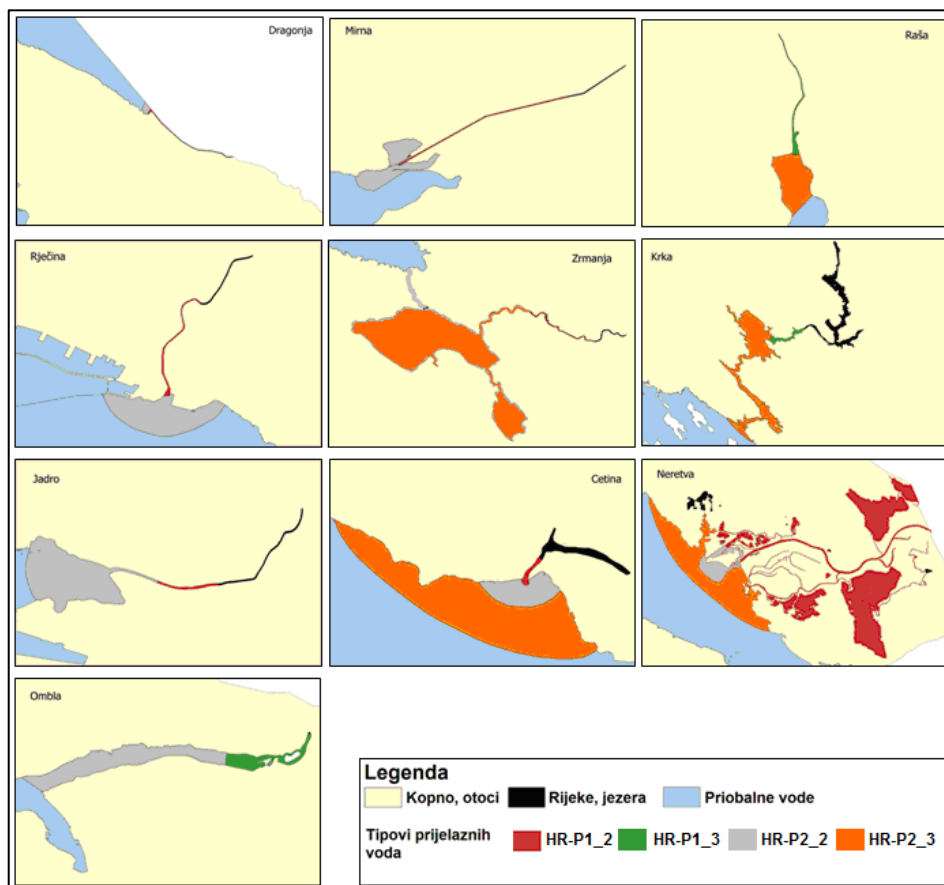 Dragonja
Mirna
Raša
Rječina
Zrmanja
Krka
Jadro
Cetina
Neretva
Ombla
Legenda
Kopno, otoci Rijeke, jezera Priobalne vode
Tipovi prijelaznih voda HR-P1_2 HR-P1_3 HR-P2_2 HR-P2_3